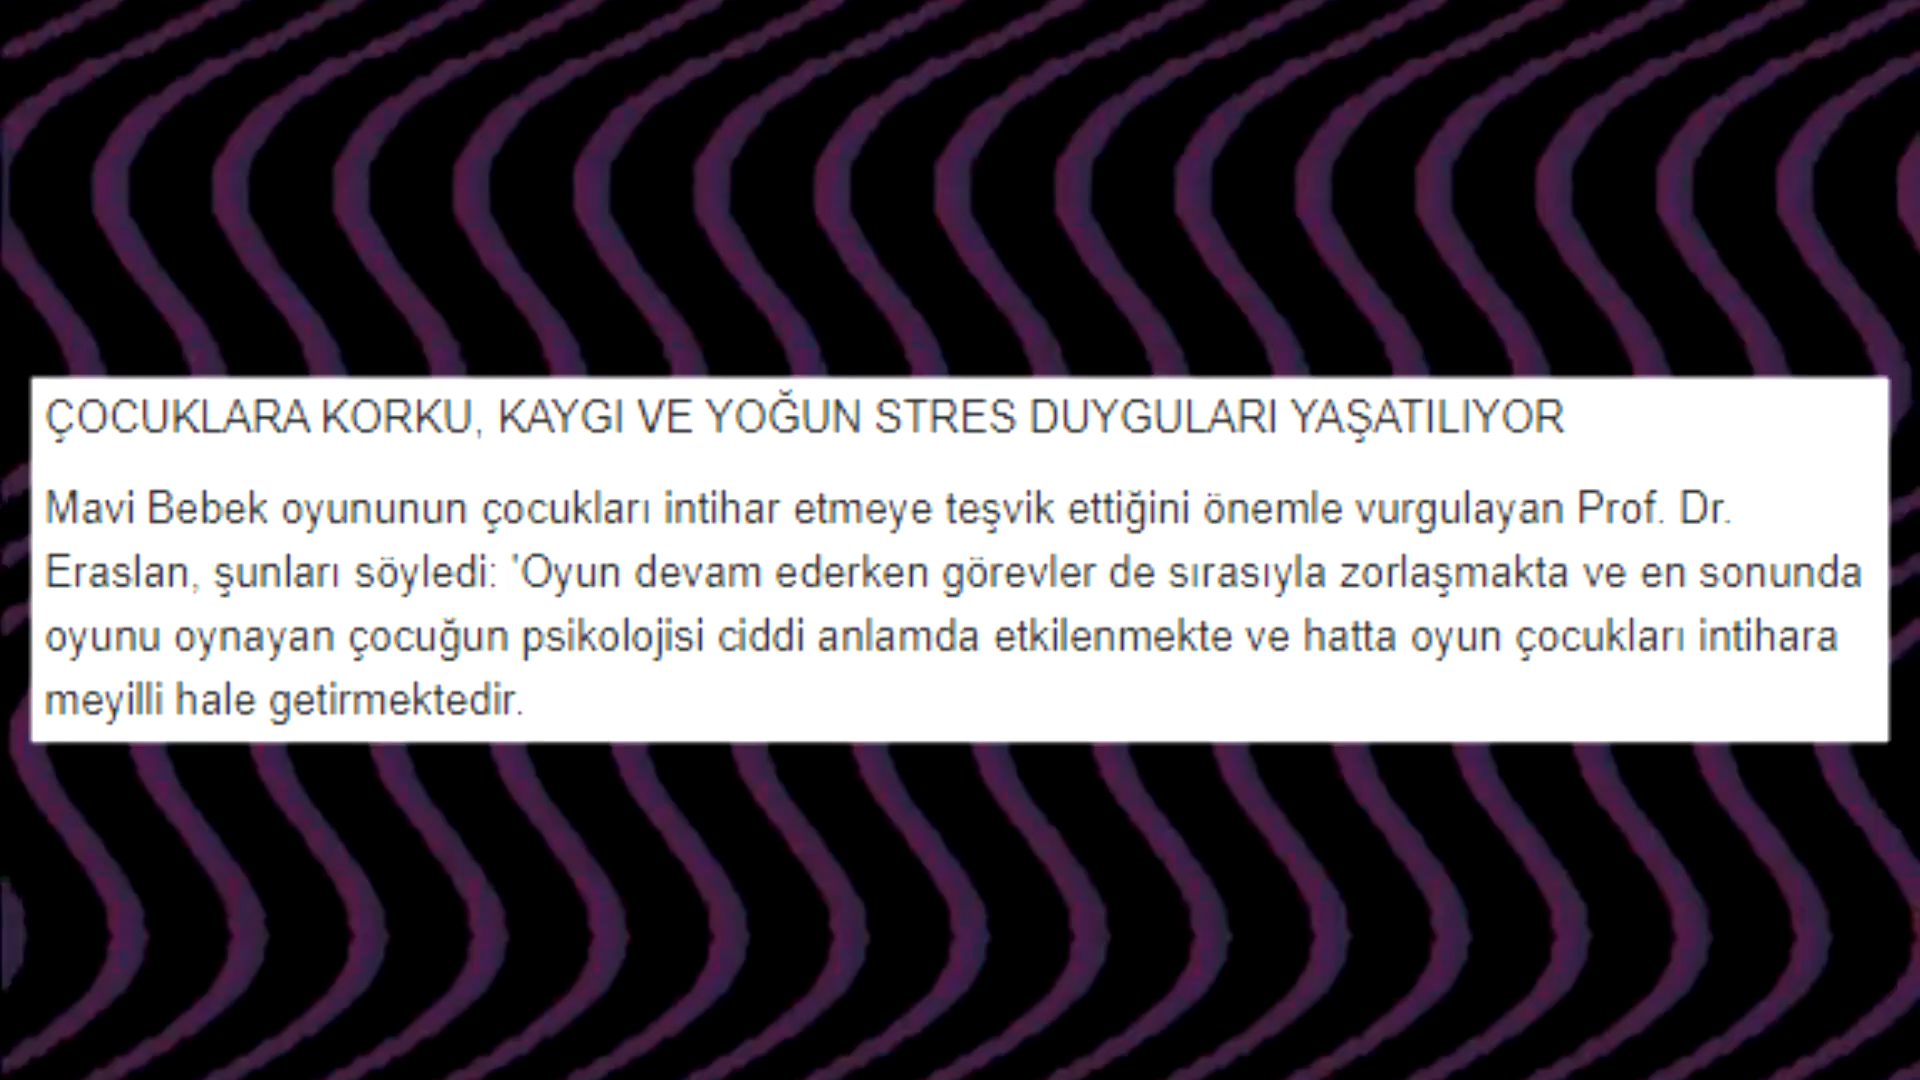 ÇOCUKLARA KORKU, KAYGI VE YOĞUN STRES DUYGULARI YAŞATILIYOR
Mavi Bebek oyununun çocukları intihar etmeye teşvik ettiğini önemle vurgulayan Prof. Dr.
Eraslan, şunları söyledi: 'Oyun devam ederken görevler de sırasıyla zorlaşmakta ve en sonunda
oyunu oynayan çocuğun psikolojisi ciddi anlamda etkilenmekte ve hatta oyun çocukları intihara
meyilli hale getirmektedir.